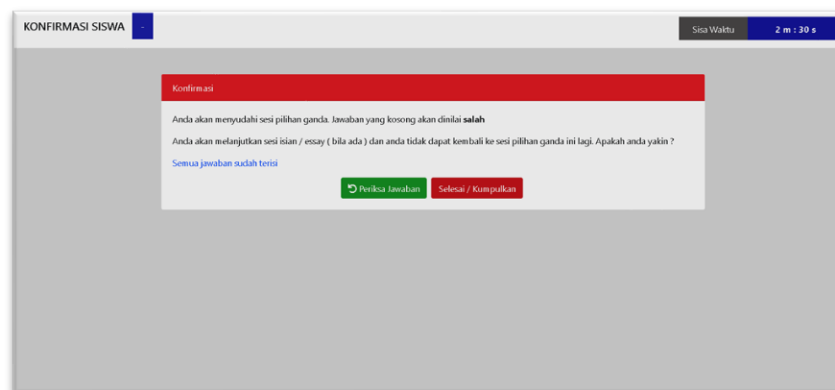 KONFIRMASI SISWA -
Sisa Waktu 2 m : 30 s
Konfirmasi
Anda akan menyudahi sesi pilihan ganda. Jawaban yang kosong akan dinilai salah
Anda akan melanjutkan sesi isian / essay ( bila ada ) dan anda tidak dapat kembali ke sesi pilihan ganda ini lagi. Apakah anda yakin ?
Semua jawaban sudah terisi
Periksa Jawaban Selesai / Kumpulkan